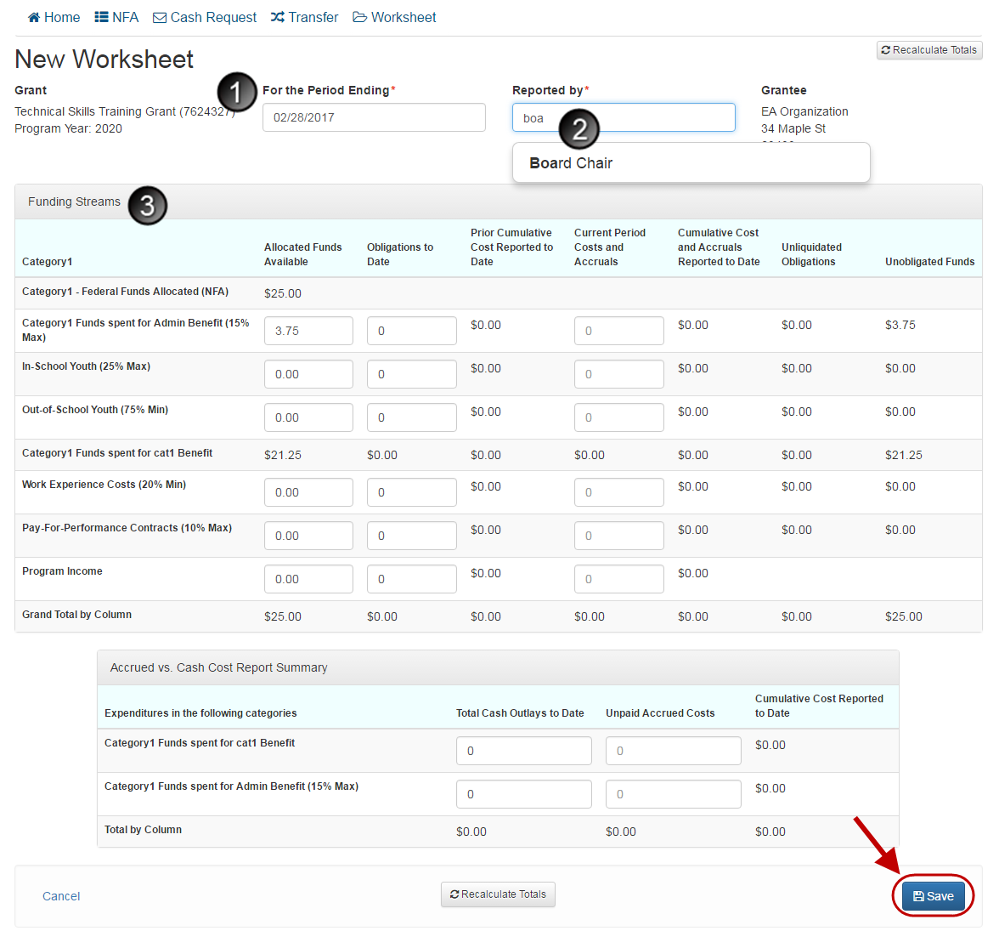 Home NFA Cash Request Transfer Worksheet
New Worksheet
Recalculate Totals
Grant
Technical Skills Training Grant (7624327)
Program Year: 2020
1
For the Period Ending*
02/28/2017
Reported by*
boa
2
Board Chair
Grantee
EA Organization
34 Maple St
Funding Streams
3
Category1
Allocated Funds Available
Obligations to Date
Prior Cumulative Cost Reported to Date
Current Period Costs and Accruals
Cumulative Cost and Accruals Reported to Date
Unliquidated Obligations
Unobligated Funds
Category1 - Federal Funds Allocated (NFA) $25.00
Category1 Funds spent for Admin Benefit (15% Max) 3.75 0 $0.00 0 $0.00 $0.00 $3.75
In-School Youth (25% Max) 0.00 0 $0.00 0 $0.00 $0.00 $0.00
Out-of-School Youth (75% Min) 0.00 0 $0.00 0 $0.00 $0.00 $0.00
Category1 Funds spent for cat1 Benefit $21.25 $0.00 $0.00 $0.00 $0.00 $0.00 $21.25
Work Experience Costs (20% Min) 0.00 0 $0.00 0 $0.00 $0.00 $0.00
Pay-For-Performance Contracts (10% Max) 0.00 0 $0.00 0 $0.00 $0.00 $0.00
Program Income 0.00 0 $0.00 0 $0.00
Grand Total by Column $25.00 $0.00 $0.00 $0.00 $0.00 $0.00 $25.00
Accrued vs. Cash Cost Report Summary
Expenditures in the following categories
Total Cash Outlays to Date
Unpaid Accrued Costs
Cumulative Cost Reported to Date
Category1 Funds spent for cat1 Benefit 0 0 $0.00
Category1 Funds spent for Admin Benefit (15% Max) 0 0 $0.00
Total by Column $0.00 $0.00 $0.00
Cancel
Recalculate Totals
Save